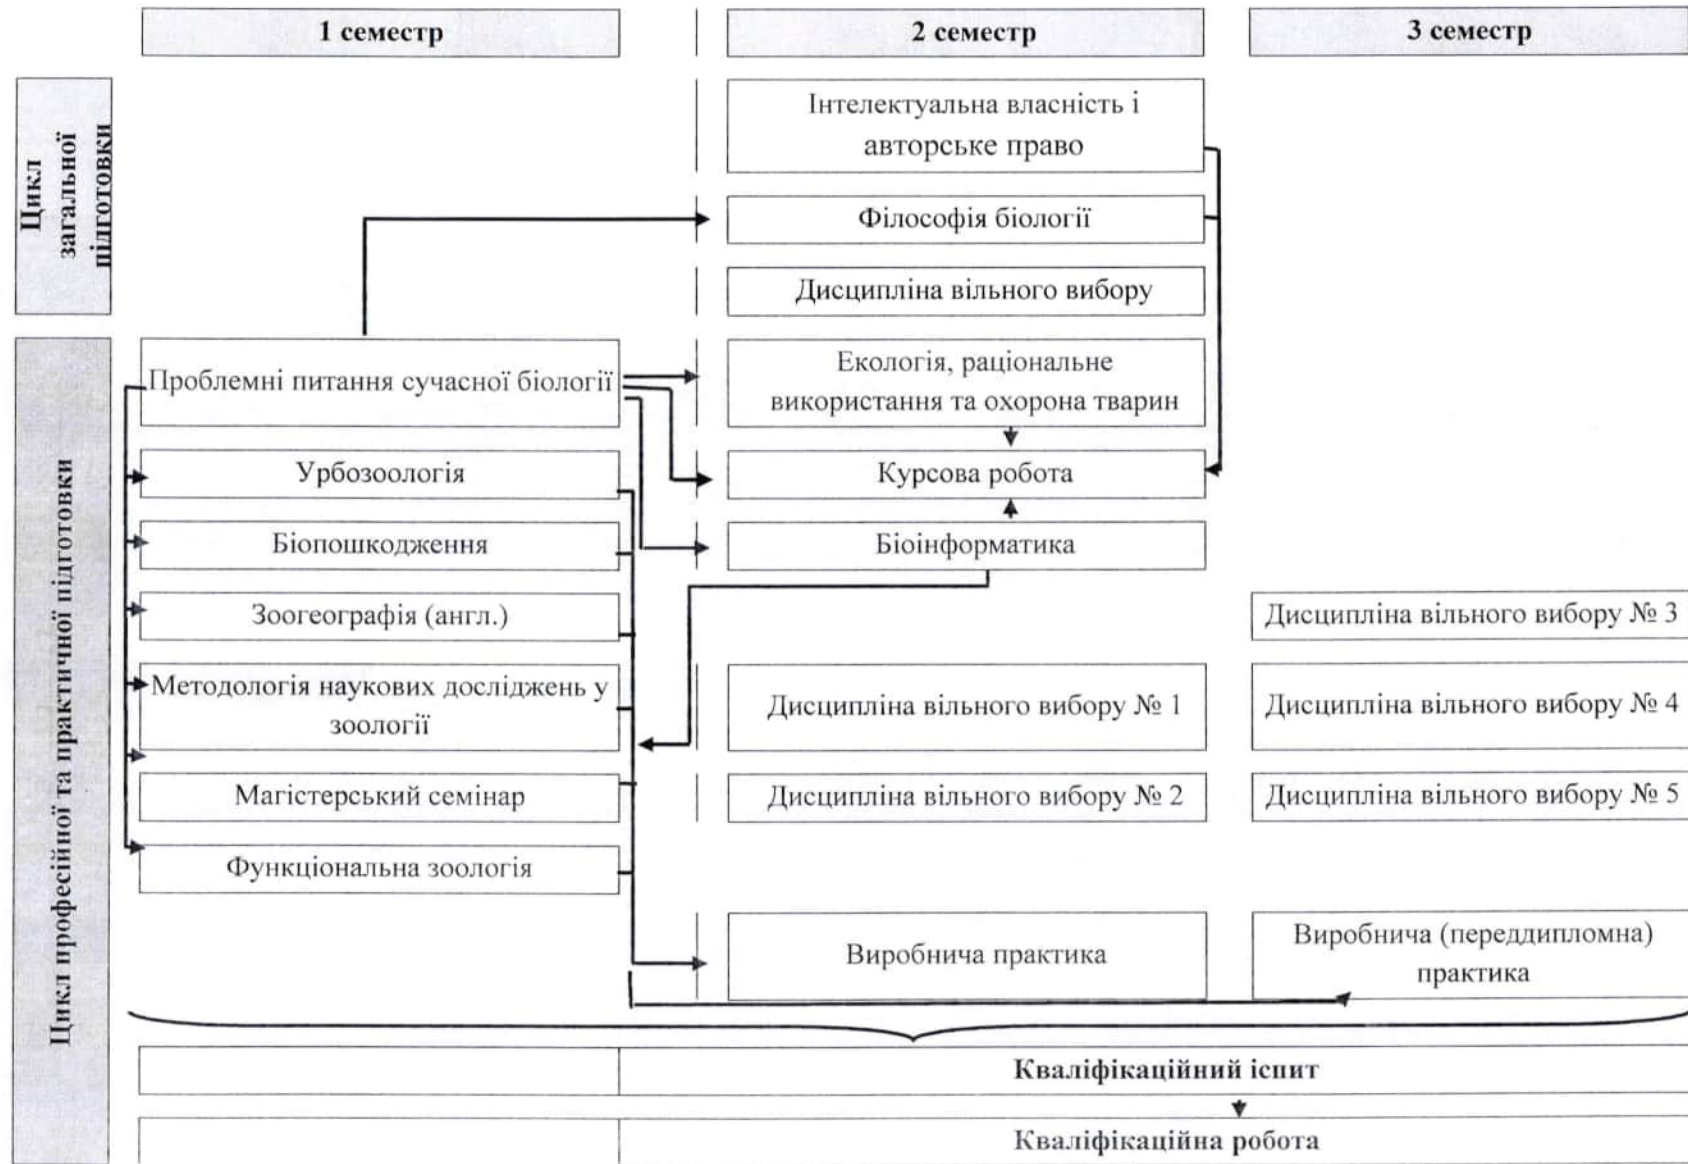 1 семестр
2 семестр
3 семестр
Цикл
загальної
підготовки
Інтелектуальна власність і
авторське право
Філософія біології
Дисципліна вільного вибору
Цикл професійної та практичної підготовки
Проблемні питання сучасної біології
Екологія, раціональне
використання та охорона тварин
Урбозоологія
Курсова робота
Біопошкодження
Біоінформатика
Зоогеографія (англ.)
Дисципліна вільного вибору № 3
Методологія наукових досліджень у
зоології
Дисципліна вільного вибору № 1
Дисципліна вільного вибору № 4
Магістерський семінар
Дисципліна вільного вибору № 2
Дисципліна вільного вибору № 5
Функціональна зоологія
Виробнича практика
Виробнича (переддипломна)
практика
Кваліфікаційний іспит
Кваліфікаційна робота